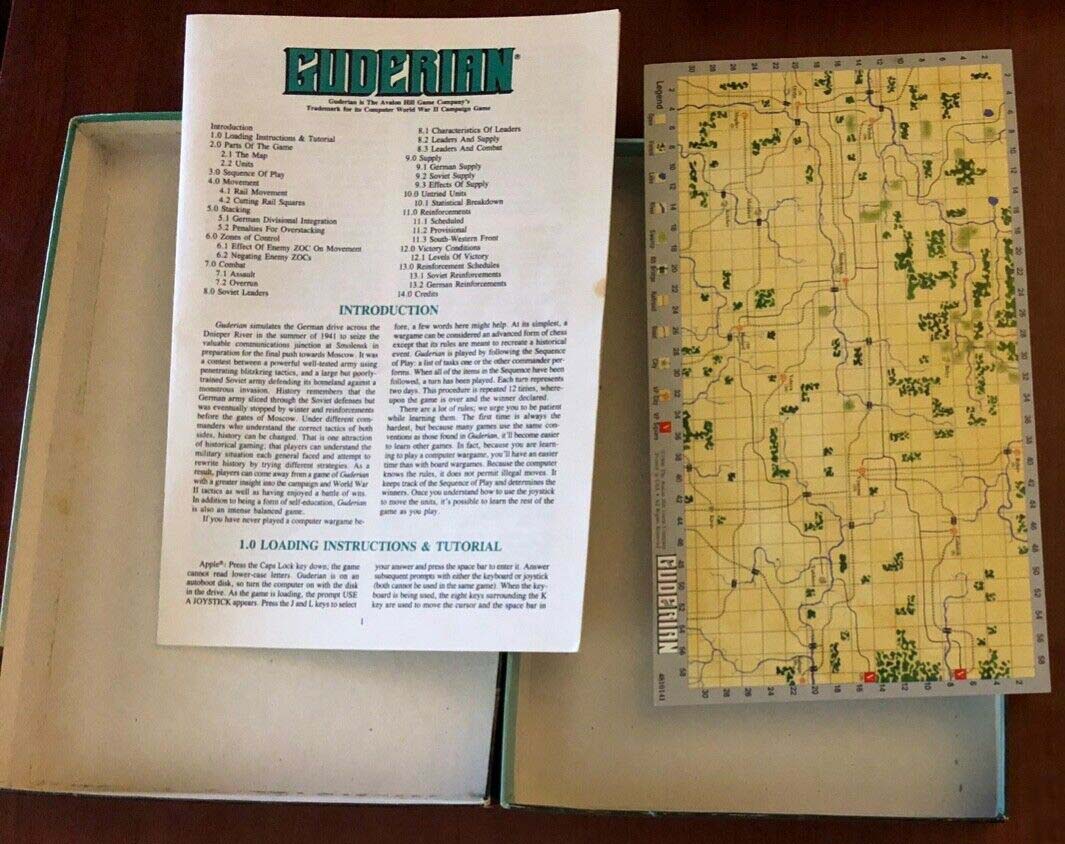 GUDERIAN®
Guderian is The Avalon Hill Game Company's
Trademark for its Computer World War II Campaign Game
Introduction
1.0 Loading Instructions & Tutorial
2.0 Parts Of The Game
2.1 The Map
2.2 Units
3.0 Sequence Of Play
4.0 Movement
4.1 Rail Movement
4.2 Cutting Rail Squares
5.0 Stacking
5.1 German Divisional Integration
5.2 Penalties For Overstacking
6.0 Zones of Control
6.1 Effect Of Enemy ZOC On Movement
6.2 Negating Enemy ZOCs
7.0 Combat
7.1 Assault
7.2 Overrun
8.0 Soviet Leaders
8.1 Characteristics Of Leaders
8.2 Leaders And Supply
8.3 Leaders And Combat
9.0 Supply
9.1 German Supply
9.2 Soviet Supply
9.3 Effects Of Supply
10.0 Untried Units
10.1 Statistical Breakdown
11.0 Reinforcements
11.1 Scheduled
11.2 Provisional
11.3 South-Western Front
12.0 Victory Conditions
12.1 Levels Of Victory
13.0 Reinforcement Schedules
13.1 Soviet Reinforcements
13.2 German Reinforcements
14.0 Credits
INTRODUCTION
Guderian simulates the German drive across the
Dnieper River in the summer of 1941 to seize the
valuable communications junction at Smolensk in
preparation for the final push towards Moscow. It was
a contest between a powerful well-tested army using
penetrating blitzkrieg tactics, and a large but poorly-
trained Soviet army defending its homeland against a
monstrous invasion. History remembers that the
German army sliced through the Soviet defenses but
was eventually stopped by winter and reinforcements
before the gates of Moscow. Under different com-
manders who understand the correct tactics of both
sides, history can be changed. That is one attraction
of historical gaming; that players can understand the
military situation each general faced and attempt to
rewrite history by trying different strategies. As a
result, players can come away from a game of Guderian
with a greater insight into the campaign and World War
II tactics as well as having enjoyed a battle of wits.
In addition to being a form of self-education, Guderian
is also an intense balanced game.
If you have never played a computer wargame be-
fore, a few words here might help. At its simplest, a
wargame can be considered an advanced form of chess
except that its rules are meant to recreate a historical
event. Guderian is played by following the Sequence
of Play: a list of tasks one or the other commander per-
forms. When all of the items in the Sequence have been
followed, a turn has been played. Each turn represents
two days. This procedure is repeated 12 times, where-
upon the game is over and the winner declared.
There are a lot of rules; we urge you to be patient
while learning them. The first time is always the
hardest, but because many games use the same con-
ventions as those found in Guderian, it'll become easier
to learn other games. In fact, because you are learn-
ing to play a computer wargame, you'll have an easier
time than with board wargames. Because the computer
knows the rules, it does not permit illegal moves. It
keeps track of the Sequence of Play and determines the
winners. Once you understand how to use the joystick
to move the units, it's possible to learn the rest of the
game as you play.
1.0 LOADING INSTRUCTIONS & TUTORIAL
Apple®: Press the Caps Lock key down, the game
cannot read lower-case letters. Guderian is on an
autoboot disk, so turn the computer on with the disk
in the drive. As the game is loading, the prompt USE
A JOYSTICK appears. Press the J and L keys to select
your answer and press the space bar to enter it. Answer
subsequent prompts with either the keyboard or joystick
(both cannot be used in the same game). When the key-
board is being used, the eight keys surrounding the K
key are used to move the cursor and the space bar in
1
Legend
Lake
River
Swamp
RR Bridge
Railroad
Road
City
GUDERIAN
4810141